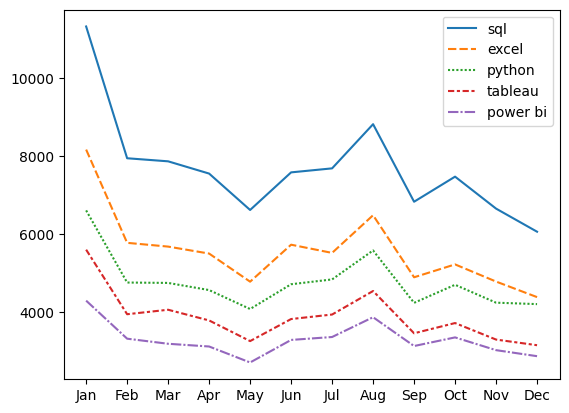 sql
excel
python
tableau
power bi
10000
8000
6000
4000
Jan Feb Mar Apr May Jun Jul Aug Sep Oct Nov Dec